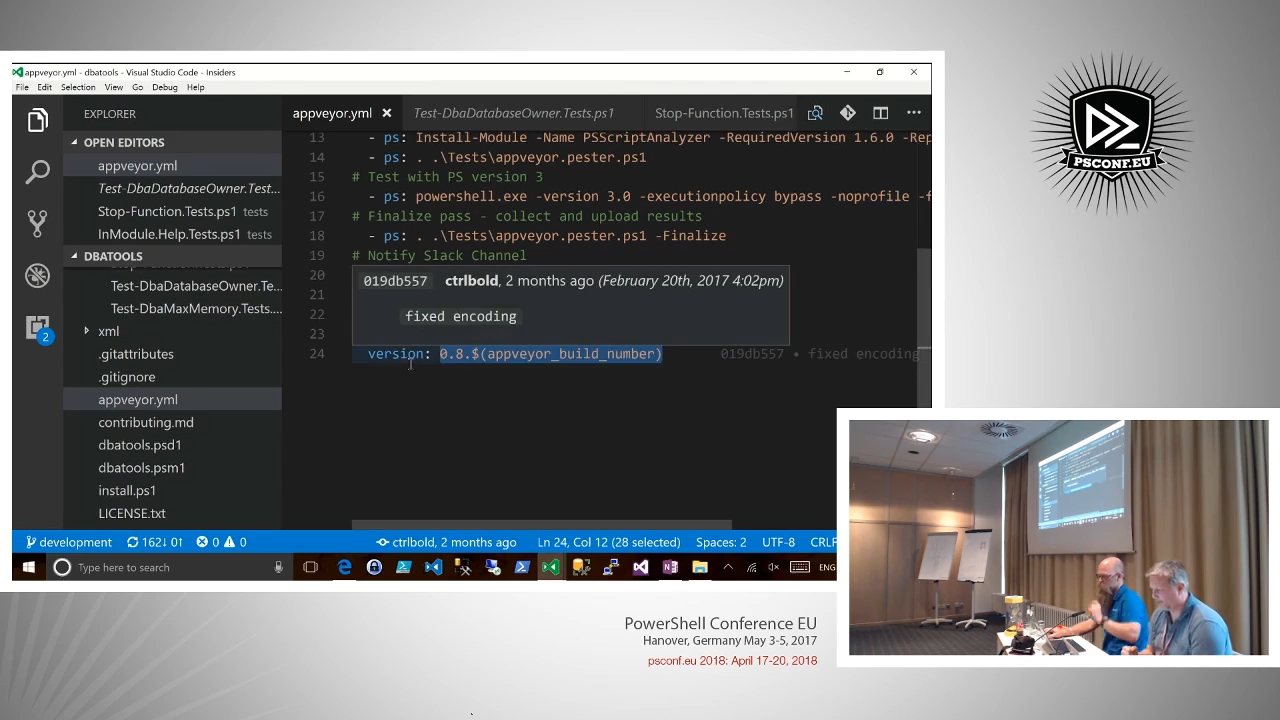 appveyor.yml - dbatools - Visual Studio Code - Insiders
File Edit Selection View Go Debug Help
EXPLORER
OPEN EDITORS
appveyor.yml
Test-DbaDatabaseOwner.Test...
Stop-Function.Tests.ps1 tests
InModule.Help.Tests.ps1 tests
DBATOOLS
Test-DbaDatabaseOwner.Te...
Test-DbaMaxMemory.Tests....
xml
.gitattributes
.gitignore
appveyor.yml
contributing.md
dbatools.psd1
dbatools.psm1
install.ps1
LICENSE.txt
2
appveyor.yml Test-DbaDatabaseOwner.Tests.ps1 Stop-Function.Tests.ps1
13 - ps: Install-Module -Name PSScriptAnalyzer -RequiredVersion 1.6.0 -Rep
14 - ps: . .\Tests\appveyor.pester.ps1
15 # Test with PS version 3
16 - ps: powershell.exe -version 3.0 -executionpolicy bypass -noprofile -f
17 # Finalize pass - collect and upload results
18 - ps: . .\Tests\appveyor.pester.ps1 -Finalize
19 # Notify Slack Channel
20
21
22
23
019db557 ctrlbold, 2 months ago (February 20th, 2017 4:02pm)
fixed encoding
24 version: 0.8.$(appveyor_build_number) 019db557 • fixed encoding
development 162↓ 0↑ 0 0 ctrlbold, 2 months ago Ln 24, Col 12 (28 selected) Spaces: 2 UTF-8 CRLF
Type here to search ENG
PSCONF.EU
PowerShell Conference EU
Hanover, Germany May 3-5, 2017
psconf.eu 2018: April 17-20, 2018